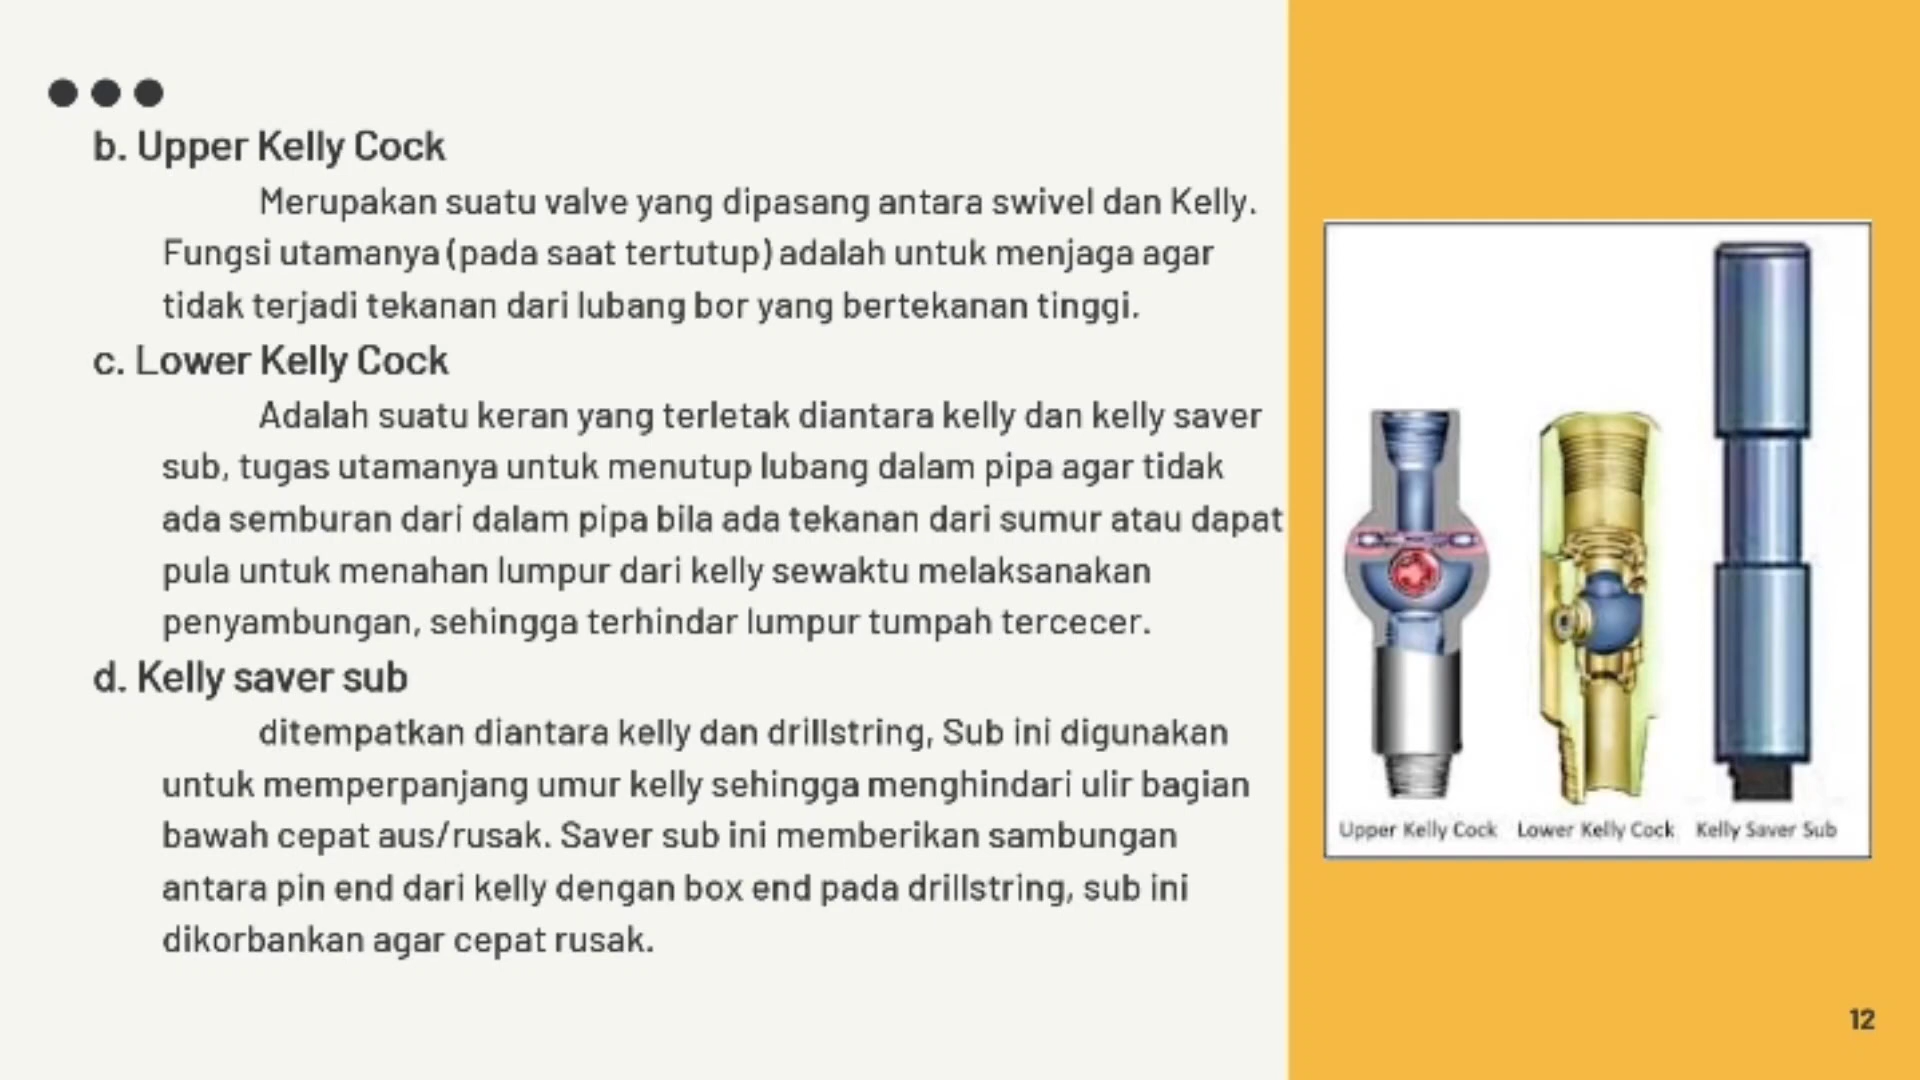 b. Upper Kelly Cock
Merupakan suatu valve yang dipasang antara swivel dan Kelly.
Fungsi utamanya (pada saat tertutup) adalah untuk menjaga agar
tidak terjadi tekanan dari lubang bor yang bertekanan tinggi.
c. Lower Kelly Cock
Adalah suatu keran yang terletak diantara kelly dan kelly saver
sub, tugas utamanya untuk menutup lubang dalam pipa agar tidak
ada semburan dari dalam pipa bila ada tekanan dari sumur atau dapat
pula untuk menahan lumpur dari kelly sewaktu melaksanakan
penyambungan, sehingga terhindar lumpur tumpah tercecer.
d. Kelly saver sub
ditempatkan diantara kelly dan drillstring, Sub ini digunakan
untuk memperpanjang umur kelly sehingga menghindari ulir bagian
bawah cepat aus/rusak. Saver sub ini memberikan sambungan
antara pin end dari kelly dengan box end pada drillstring, sub ini
dikorbankan agar cepat rusak.
Upper Kelly Cock Lower Kelly Cock Kelly Saver Sub
12